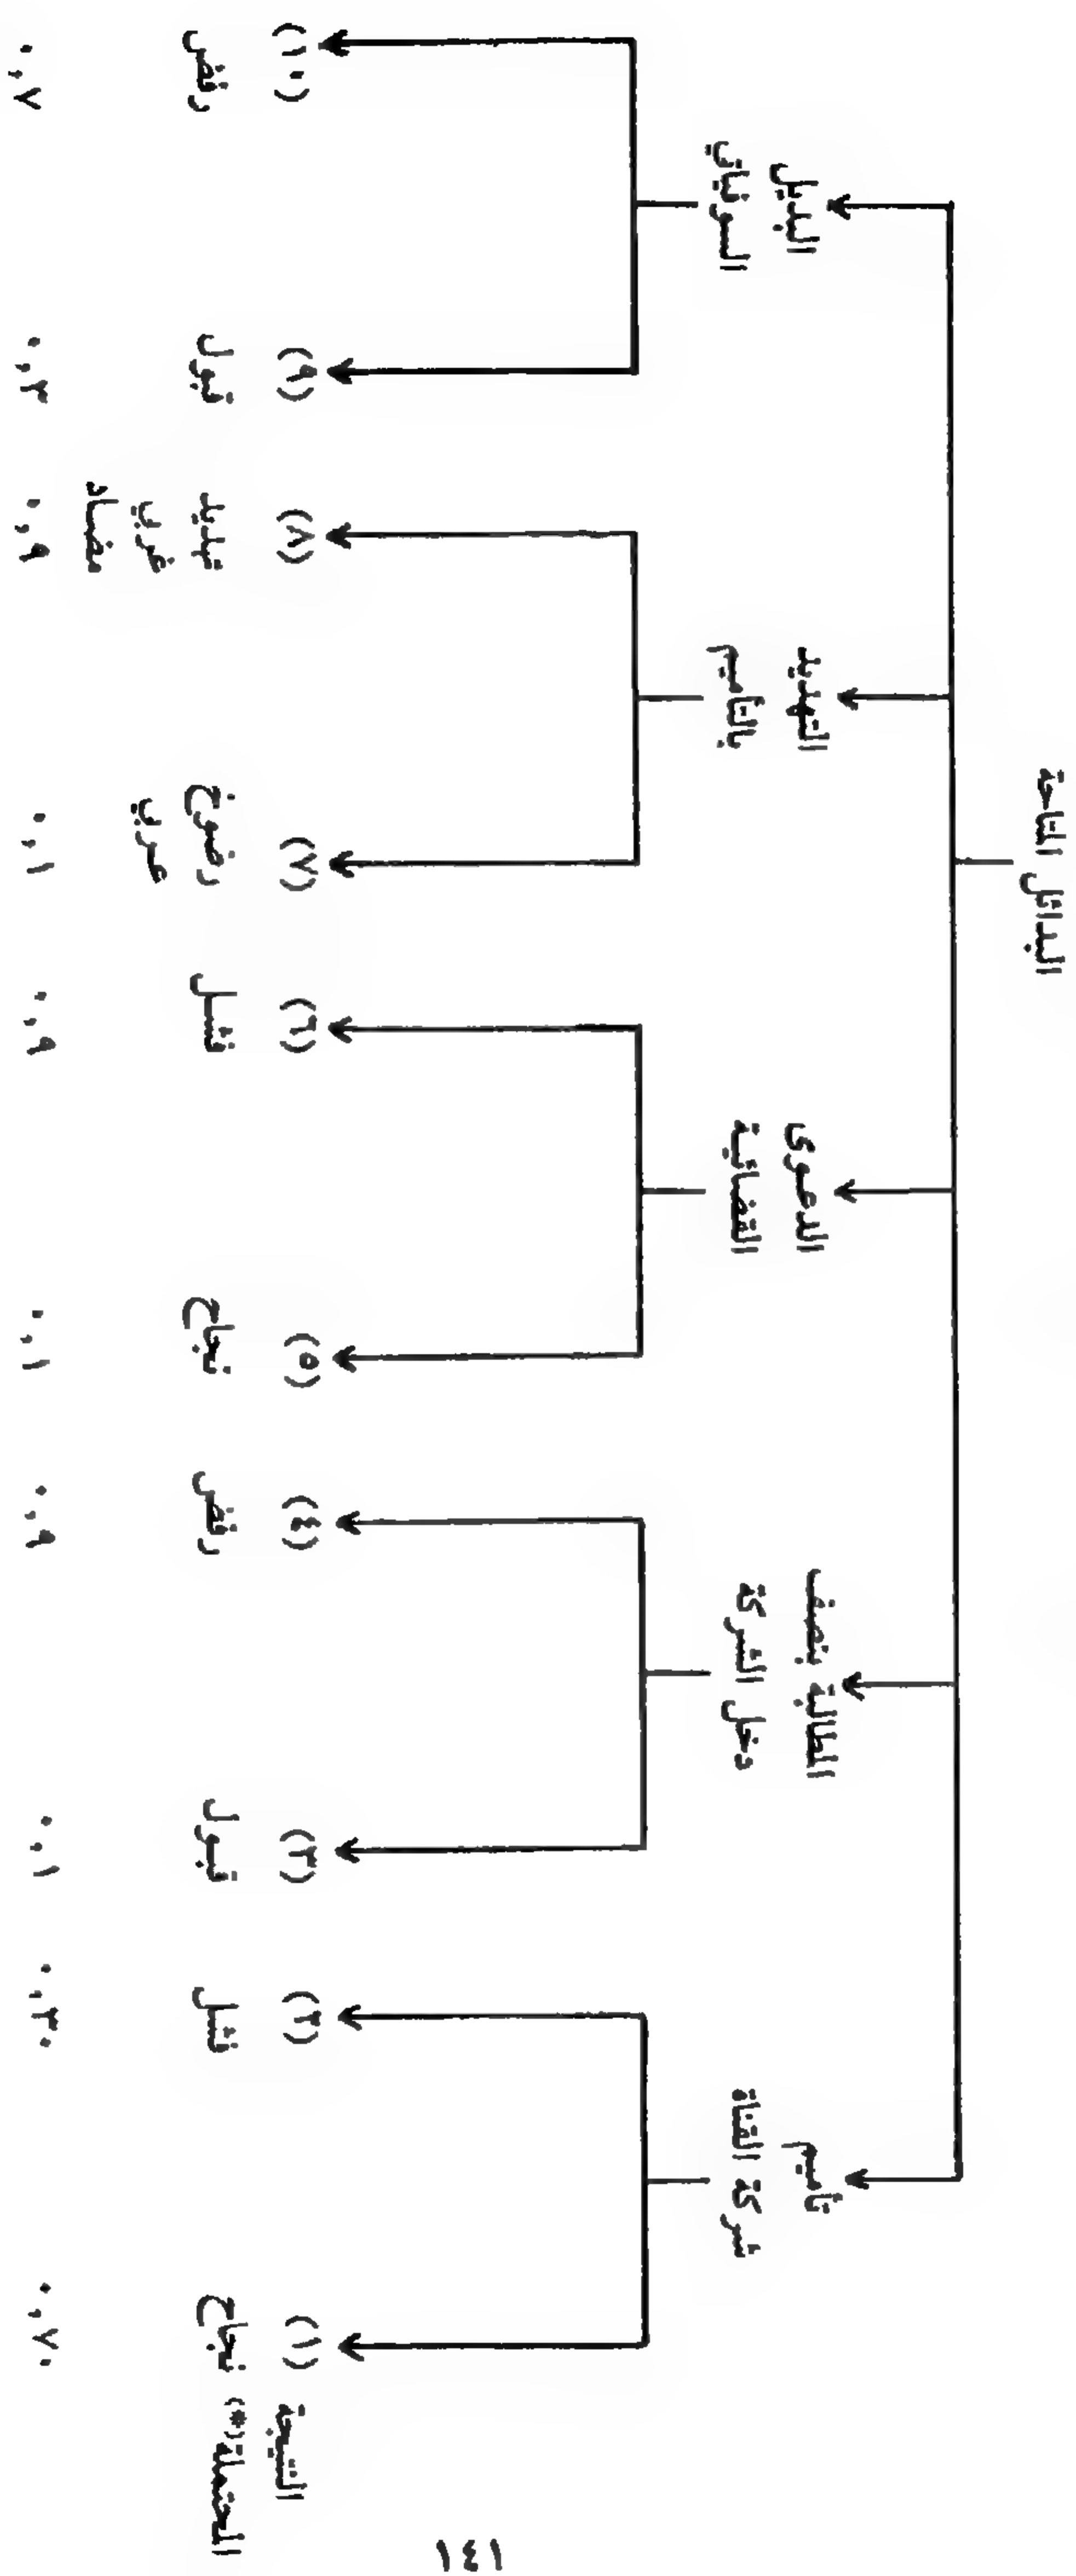 البدائل المتاحة
تأميم
شركة القناة
المطالبة بنصف
دخل الشركة
الدعوى
القضائية
التهديد
بالتأميم
البديل
السوفياتي
النتيجة
المحتملة(*)
(١)
نجاح
٠,٧٠
(٢)
فشل
٠,٣٠
(٣)
قبول
٠,١
(٤)
رفض
٠,٩
(٥)
نجاح
٠,١
(٦)
فشل
٠,٩
(٧)
رضوخ
غربي
٠,١
(٨)
تهديد
غربي
مضاد
٠,٩
(٩)
قبول
٠,٣
(١٠)
رفض
٠,٧
١٤١